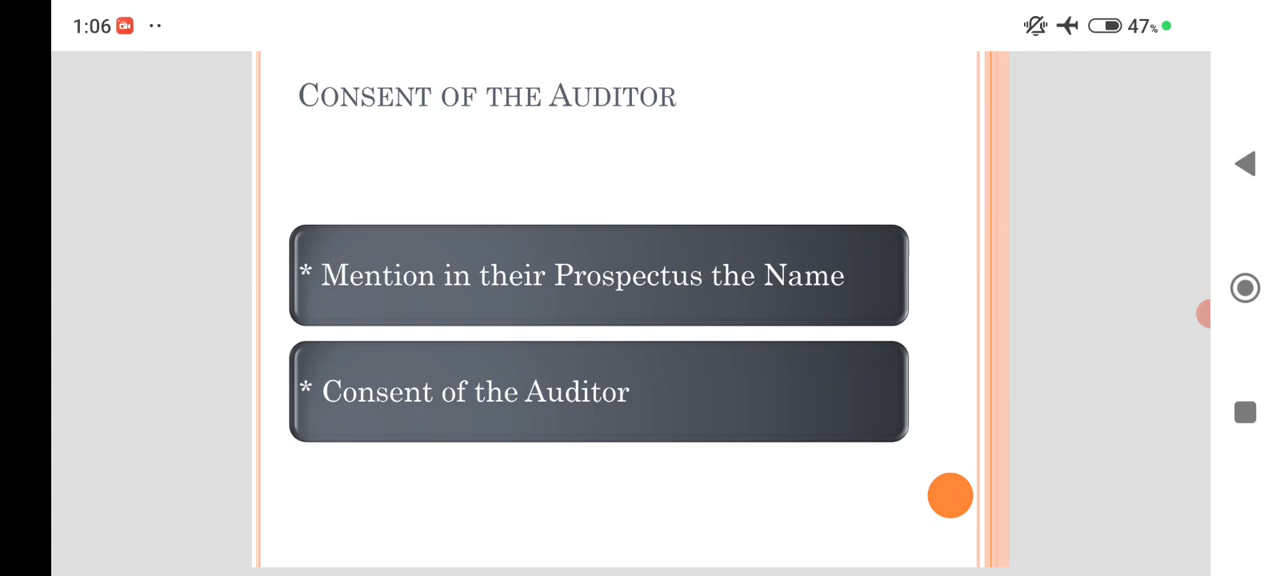 1:06
47%
CONSENT OF THE AUDITOR
* Mention in their Prospectus the Name
* Consent of the Auditor